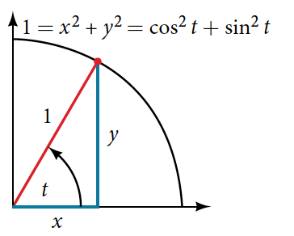 1 = x² + y² = cos² t + sin² t
1
y
t
x